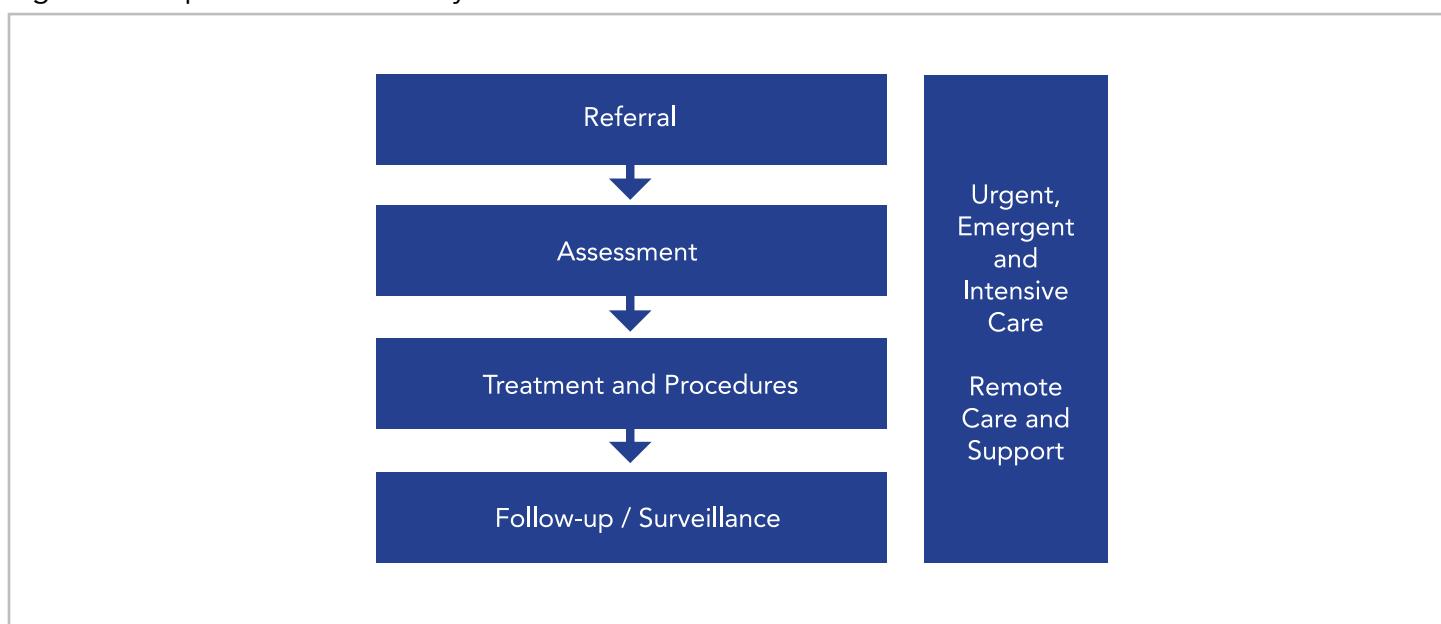 Referral
Assessment
Treatment and Procedures
Follow-up / Surveillance
Urgent,
Emergent
and
Intensive
Care
Remote
Care and
Support